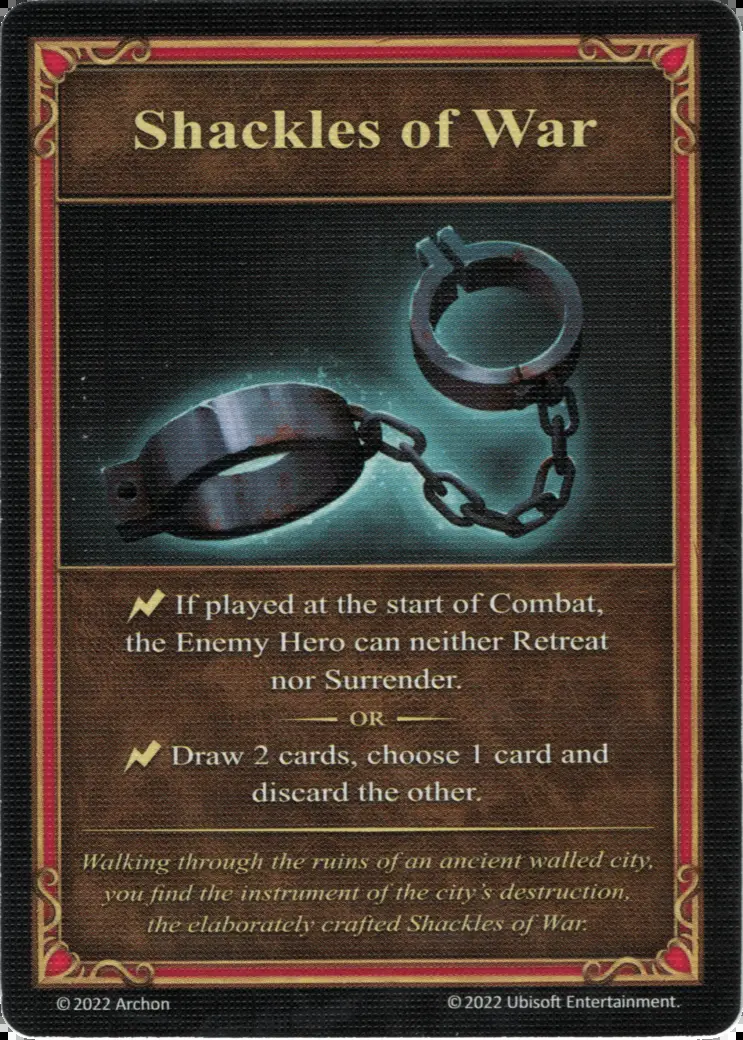 Shackles of War
If played at the start of Combat,
the Enemy Hero can neither Retreat
nor Surrender.
OR
Draw 2 cards, choose 1 card and
discard the other.
Walking through the ruins of an ancient walled city,
you find the instrument of the city's destruction,
the elaborately crafted Shackles of War.
© 2022 Archon
© 2022 Ubisoft Entertainment.